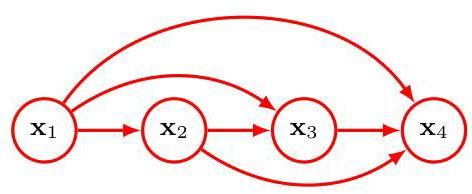 x₁ x₂ x₃ x₄